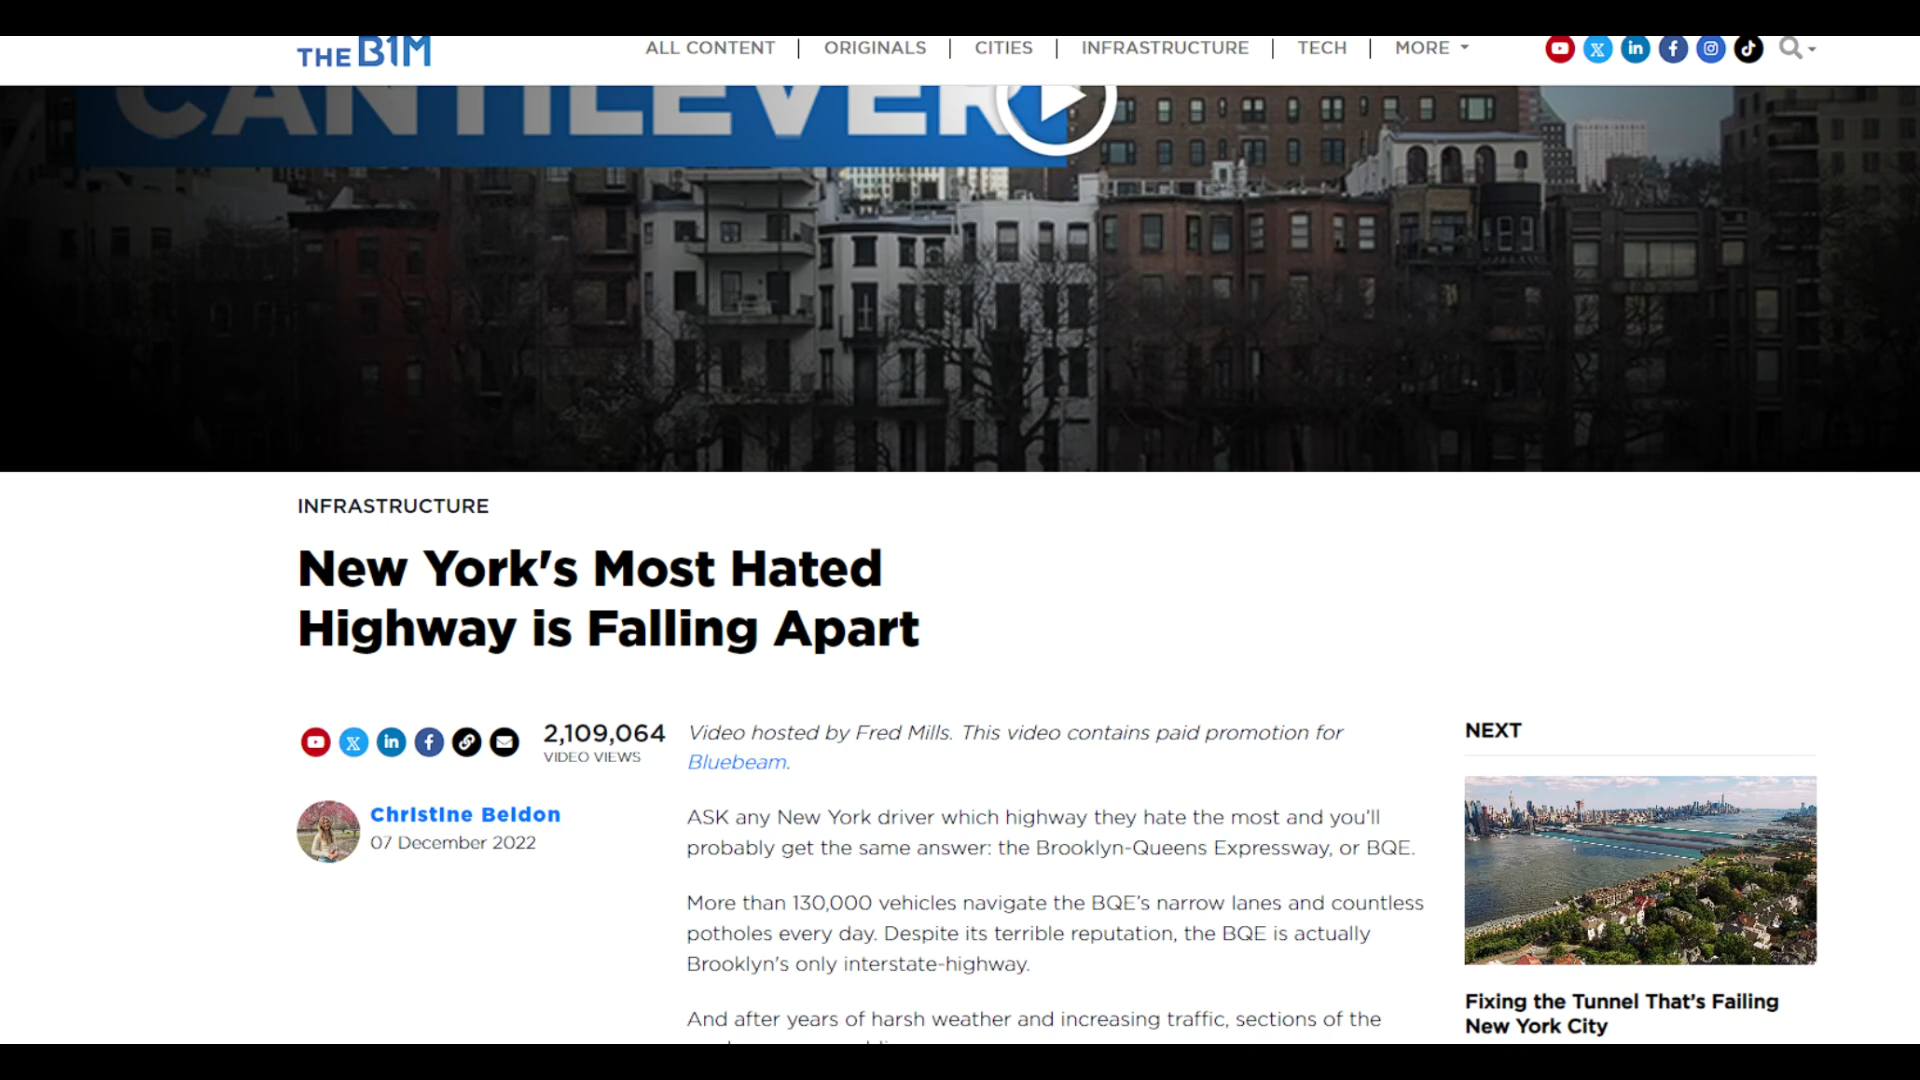 THE B1M
ALL CONTENT | ORIGINALS | CITIES | INFRASTRUCTURE | TECH | MORE
CANTILEVER
INFRASTRUCTURE
New York's Most Hated
Highway is Falling Apart
2,109,064
VIDEO VIEWS
Christine Beldon
07 December 2022
Video hosted by Fred Mills. This video contains paid promotion for
Bluebeam.
ASK any New York driver which highway they hate the most and you'll
probably get the same answer: the Brooklyn-Queens Expressway, or BQE.
More than 130,000 vehicles navigate the BQE's narrow lanes and countless
potholes every day. Despite its terrible reputation, the BQE is actually
Brooklyn's only interstate-highway.
And after years of harsh weather and increasing traffic, sections of the
NEXT
Fixing the Tunnel That's Failing
New York City